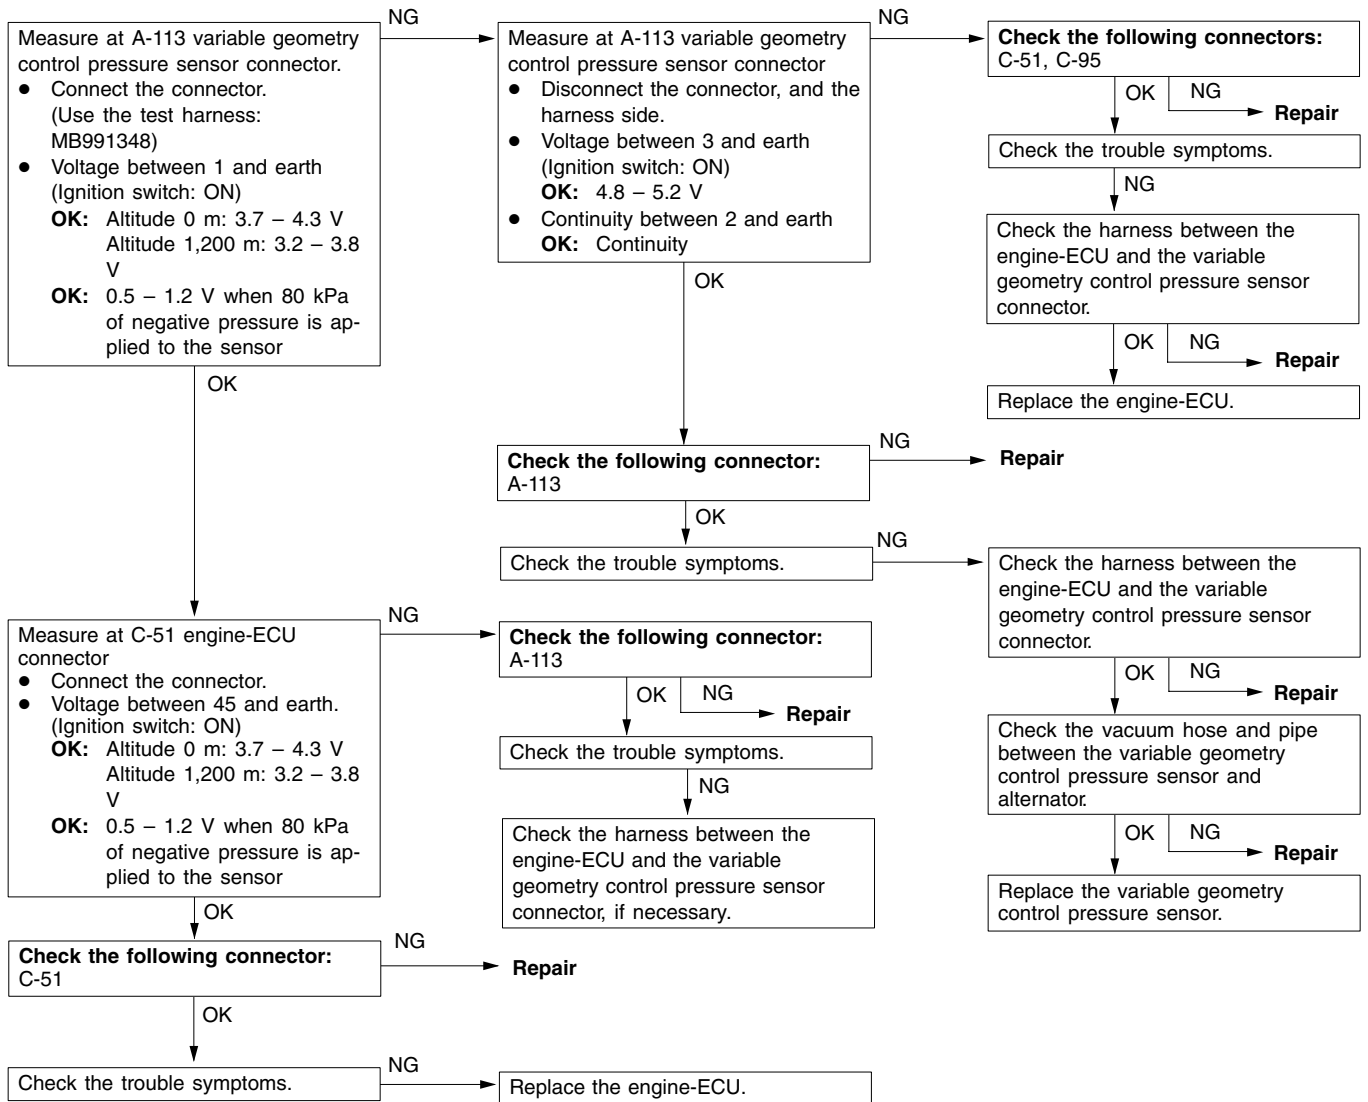 NG
Measure at A-113 variable geometry
control pressure sensor connector.
● Connect the connector.
(Use the test harness:
MB991348)
● Voltage between 1 and earth
(Ignition switch: ON)
OK: Altitude 0 m: 3.7 – 4.3 V
Altitude 1,200 m: 3.2 – 3.8
V
OK: 0.5 – 1.2 V when 80 kPa
of negative pressure is ap-
plied to the sensor
OK
NG
Measure at A-113 variable geometry
control pressure sensor connector
● Disconnect the connector, and the
harness side.
● Voltage between 3 and earth
(Ignition switch: ON)
OK: 4.8 – 5.2 V
● Continuity between 2 and earth
OK: Continuity
OK
Check the following connectors:
C-51, C-95
OK
NG
Repair
Check the trouble symptoms.
NG
Check the harness between the
engine-ECU and the variable
geometry control pressure sensor
connector.
OK
NG
Repair
Replace the engine-ECU.
Check the following connector:
A-113
NG
Repair
OK
Check the trouble symptoms.
NG
Check the harness between the
engine-ECU and the variable
geometry control pressure sensor
connector.
OK
NG
Repair
Check the vacuum hose and pipe
between the variable geometry
control pressure sensor and
alternator.
OK
NG
Repair
Replace the variable geometry
control pressure sensor.
Measure at C-51 engine-ECU
connector
● Connect the connector.
● Voltage between 45 and earth.
(Ignition switch: ON)
OK: Altitude 0 m: 3.7 – 4.3 V
Altitude 1,200 m: 3.2 – 3.8
V
OK: 0.5 – 1.2 V when 80 kPa
of negative pressure is ap-
plied to the sensor
NG
Check the following connector:
A-113
OK
NG
Repair
Check the trouble symptoms.
NG
Check the harness between the
engine-ECU and the variable
geometry control pressure sensor
connector, if necessary.
OK
Check the following connector:
C-51
NG
Repair
OK
Check the trouble symptoms.
NG
Replace the engine-ECU.